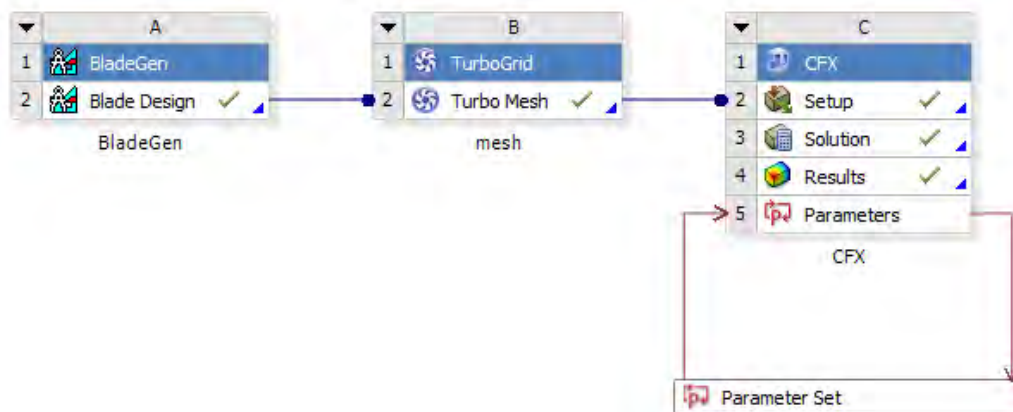 A
1 BladeGen
2 Blade Design
BladeGen
B
1 TurboGrid
2 Turbo Mesh
mesh
C
1 CFX
2 Setup
3 Solution
4 Results
5 Parameters
CFX
Parameter Set